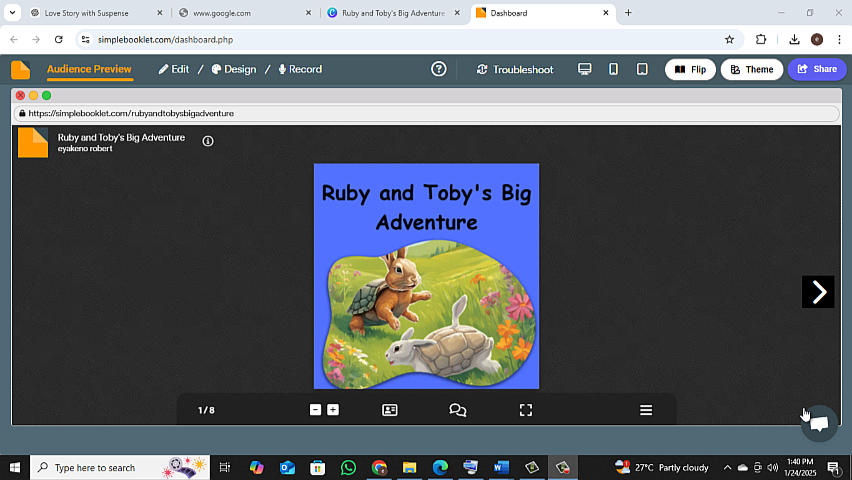 Love Story with Suspense
www.google.com
Ruby and Toby's Big Adventure
Dashboard
simplebooklet.com/dashboard.php
Audience Preview
Edit / Design / Record
Troubleshoot
Flip
Theme
Share
https://simplebooklet.com/rubyandtobysbigadventure
Ruby and Toby's Big Adventure
eyakeno robert
Ruby and Toby's Big
Adventure
1/8
Type here to search
27°C Partly cloudy
1:40 PM
1/24/2025